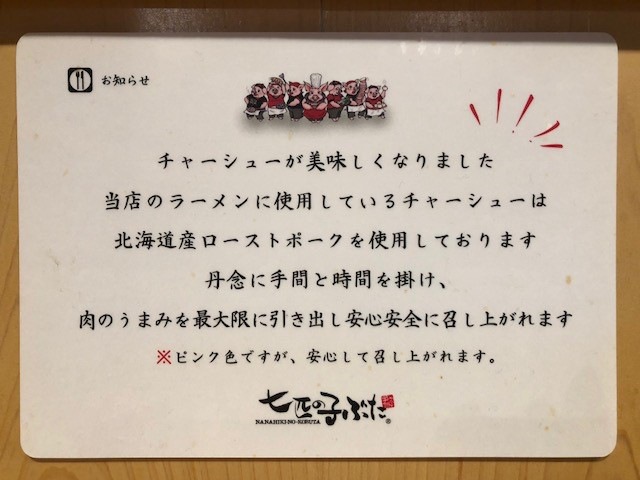 お知らせ
チャーシューが美味しくなりました
当店のラーメンに使用しているチャーシューは
北海道産ローストポークを使用しております
丹念に手間と時間を掛け、
肉のうまみを最大限に引き出し安心安全に召し上がれます
※ピンク色ですが、安心して召し上がれます。
七匹の子ぶた
NANAHIKI-NO-KOBUTA ®